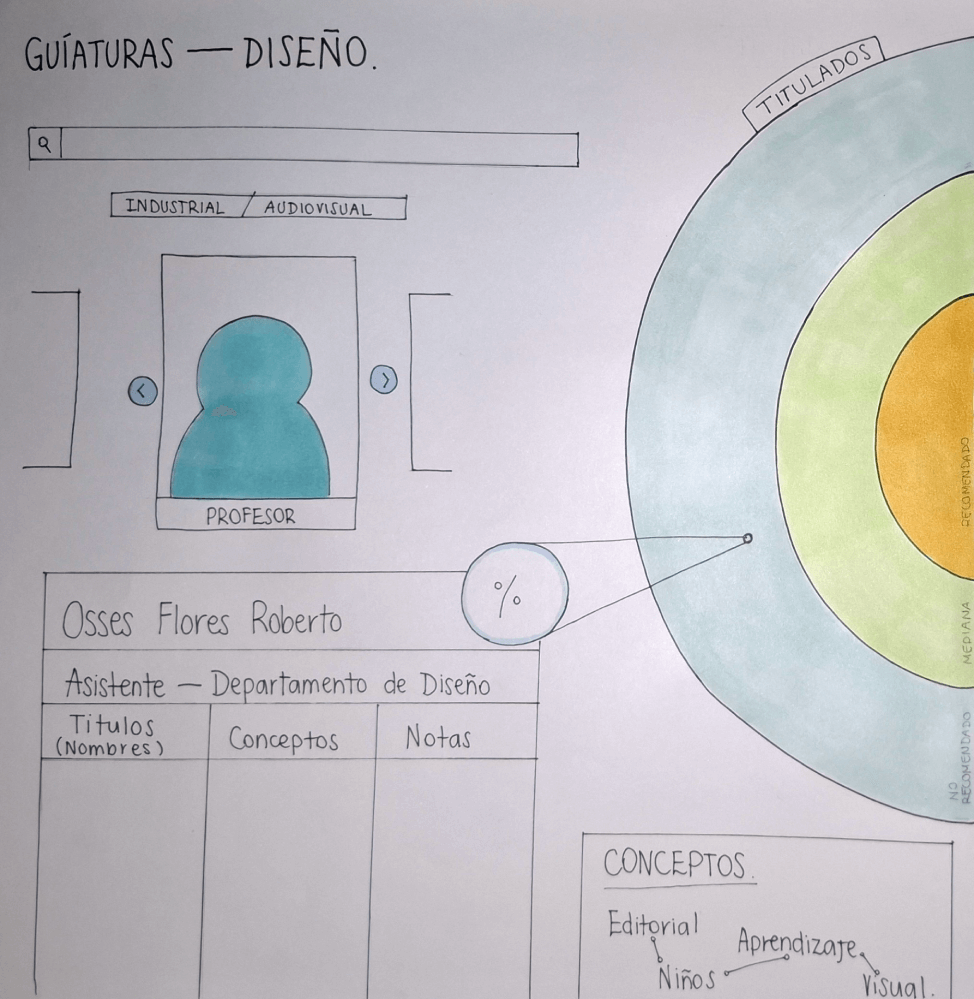 GUÍATURAS — DISEÑO.
TITULADOS
INDUSTRIAL / AUDIOVISUAL
PROFESOR
RECOMENDADO
MEDIANA
NO
RECOMENDADO
%
Osses Flores Roberto
Asistente — Departamento de Diseño
Titulos
(Nombres)
Conceptos
Notas
CONCEPTOS.
Editorial
Aprendizaje
Niños
Visual.